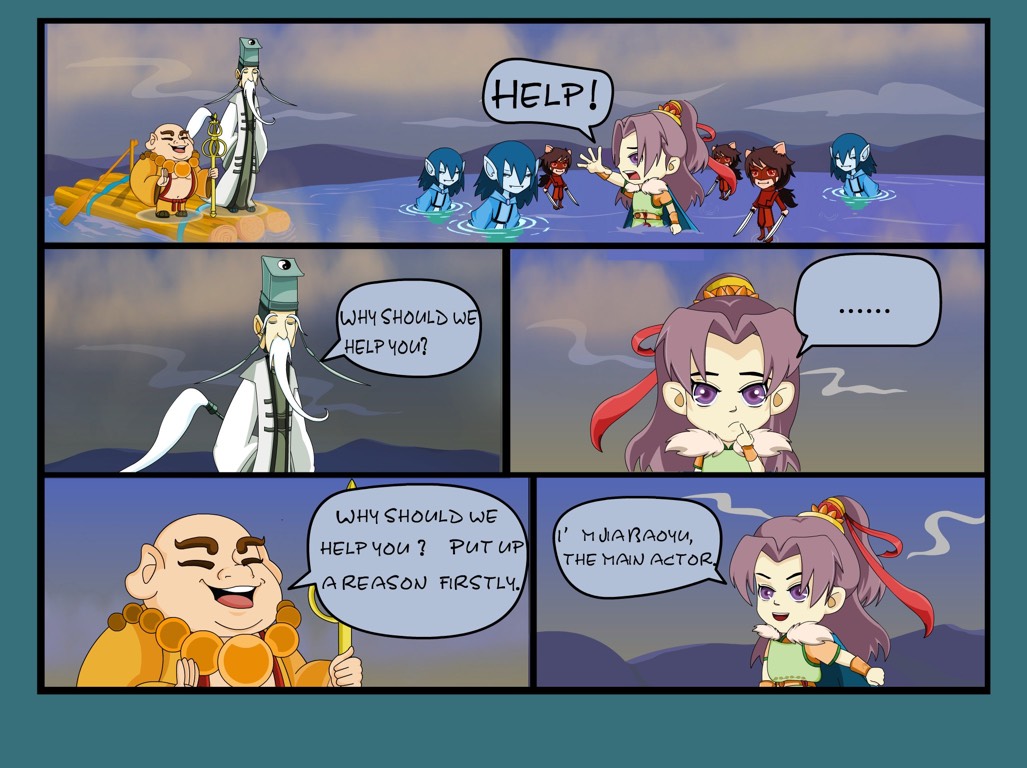 HELP!
WHY SHOULD WE
HELP YOU?
......
WHY SHOULD WE
HELP YOU? PUT UP
A REASON FIRSTLY.
I' M JIA BAOYU,
THE MAIN ACTOR.